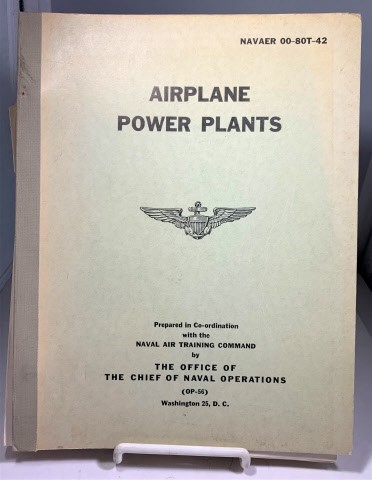 NAVAER 00-80T-42
AIRPLANE
POWER PLANTS
Prepared in Co-ordination
with the
NAVAL AIR TRAINING COMMAND
by
THE OFFICE OF
THE CHIEF OF NAVAL OPERATIONS
(OP-56)
Washington 25, D. C.